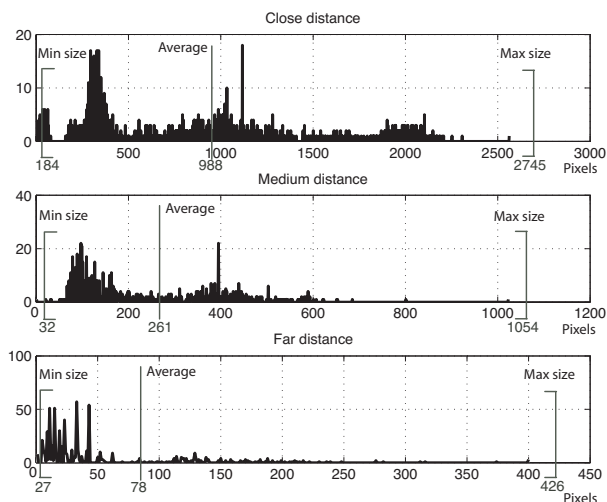 Close distance
20
10
0
Min size
Average
Max size
500
1000
1500
2000
2500
3000
184
988
2745
Pixels
Medium distance
40
20
0
Min size
Average
Max size
0
200
400
600
800
1000
1200
32
261
1054
Pixels
Far distance
100
50
0
Min size
Average
Max size
0
50
100
150
200
250
300
350
400
450
27
78
426
Pixels